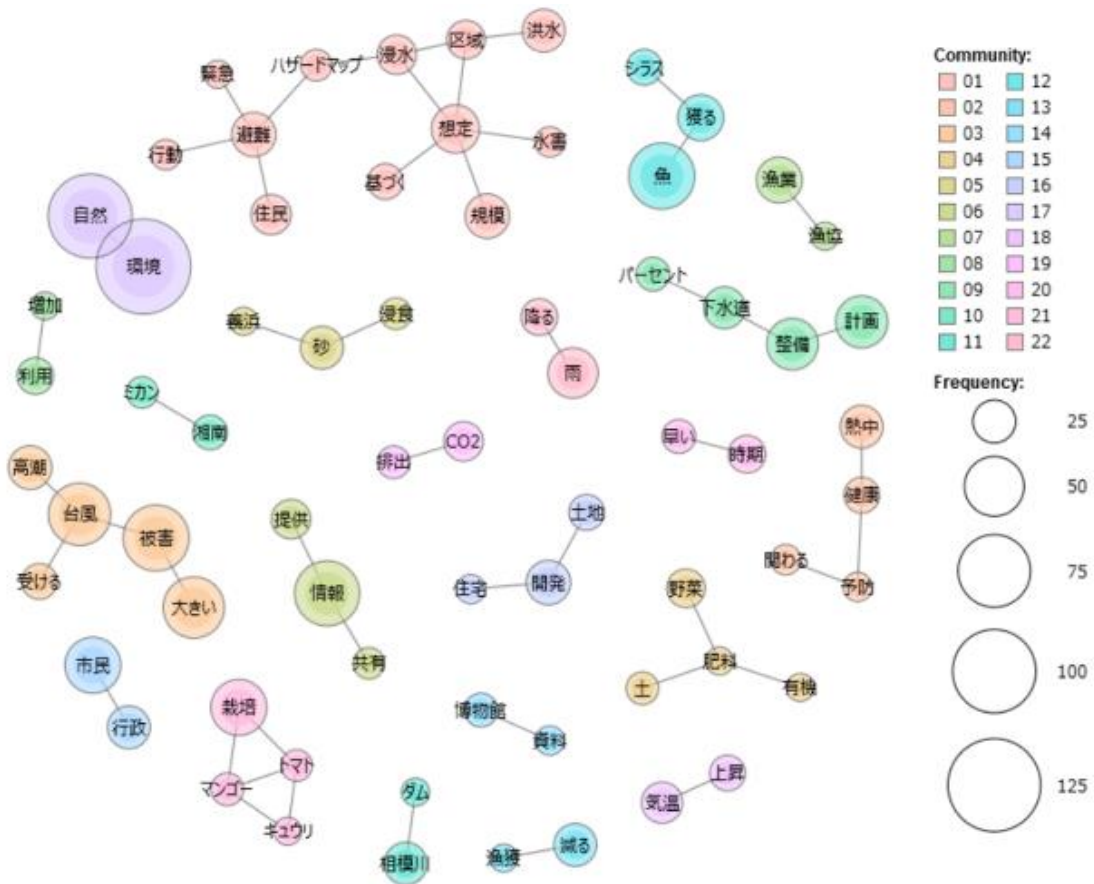 緊急
ハザードマップ
浸水
区域
洪水
避難
想定
水害
行動
基づく
住民
規模
シラス
獲る
魚
漁業
漁協
自然
環境
パーセント
下水道
計画
整備
増加
利用
養浜
砂
浸食
降る
雨
ミカン
湘南
排出
CO2
早い
時期
熱中
健康
関わる
予防
高潮
台風
被害
受ける
大きい
提供
情報
共有
土地
住宅
開発
野菜
肥料
土
有機
市民
行政
栽培
トマト
マンゴー
キュウリ
博物館
資料
ダム
相模川
漁獲
減る
上昇
気温
Community:
01 12
02 13
03 14
04 15
05 16
06 17
07 18
08 19
09 20
10 21
11 22
Frequency:
25
50
75
100
125